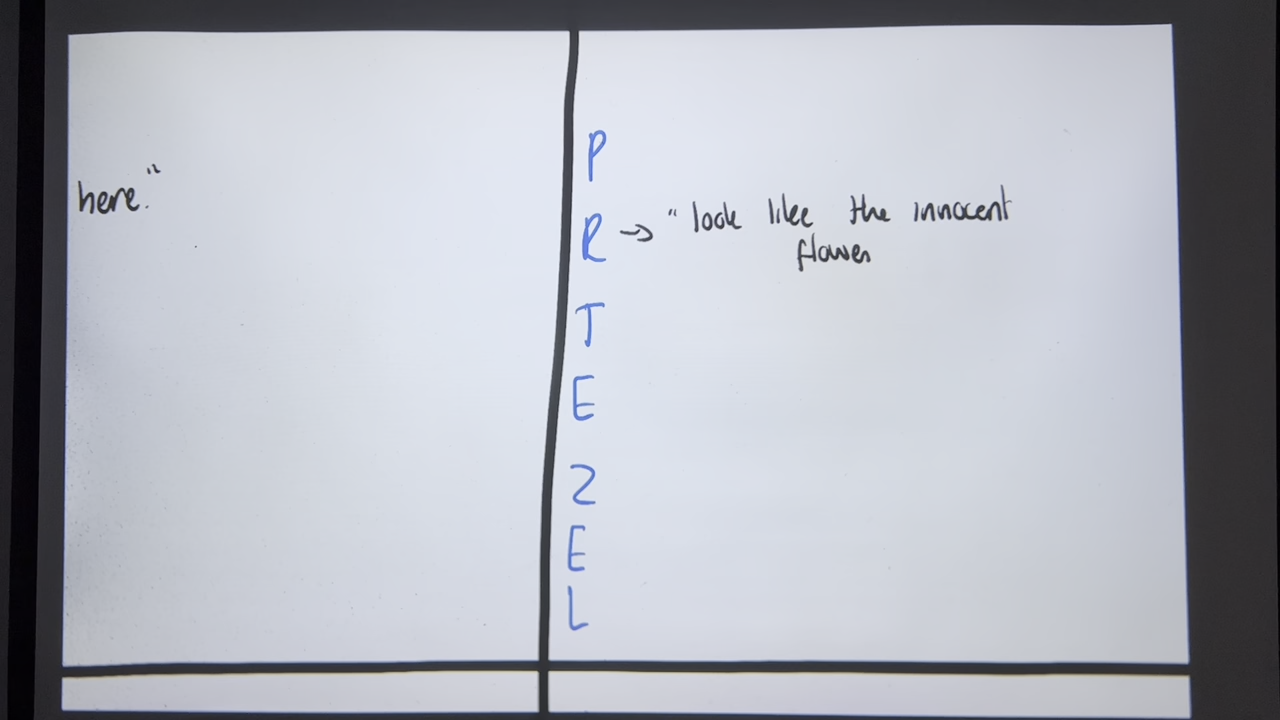 here."
P
R → "look like the innocent
flower
T
E
Z
E
L